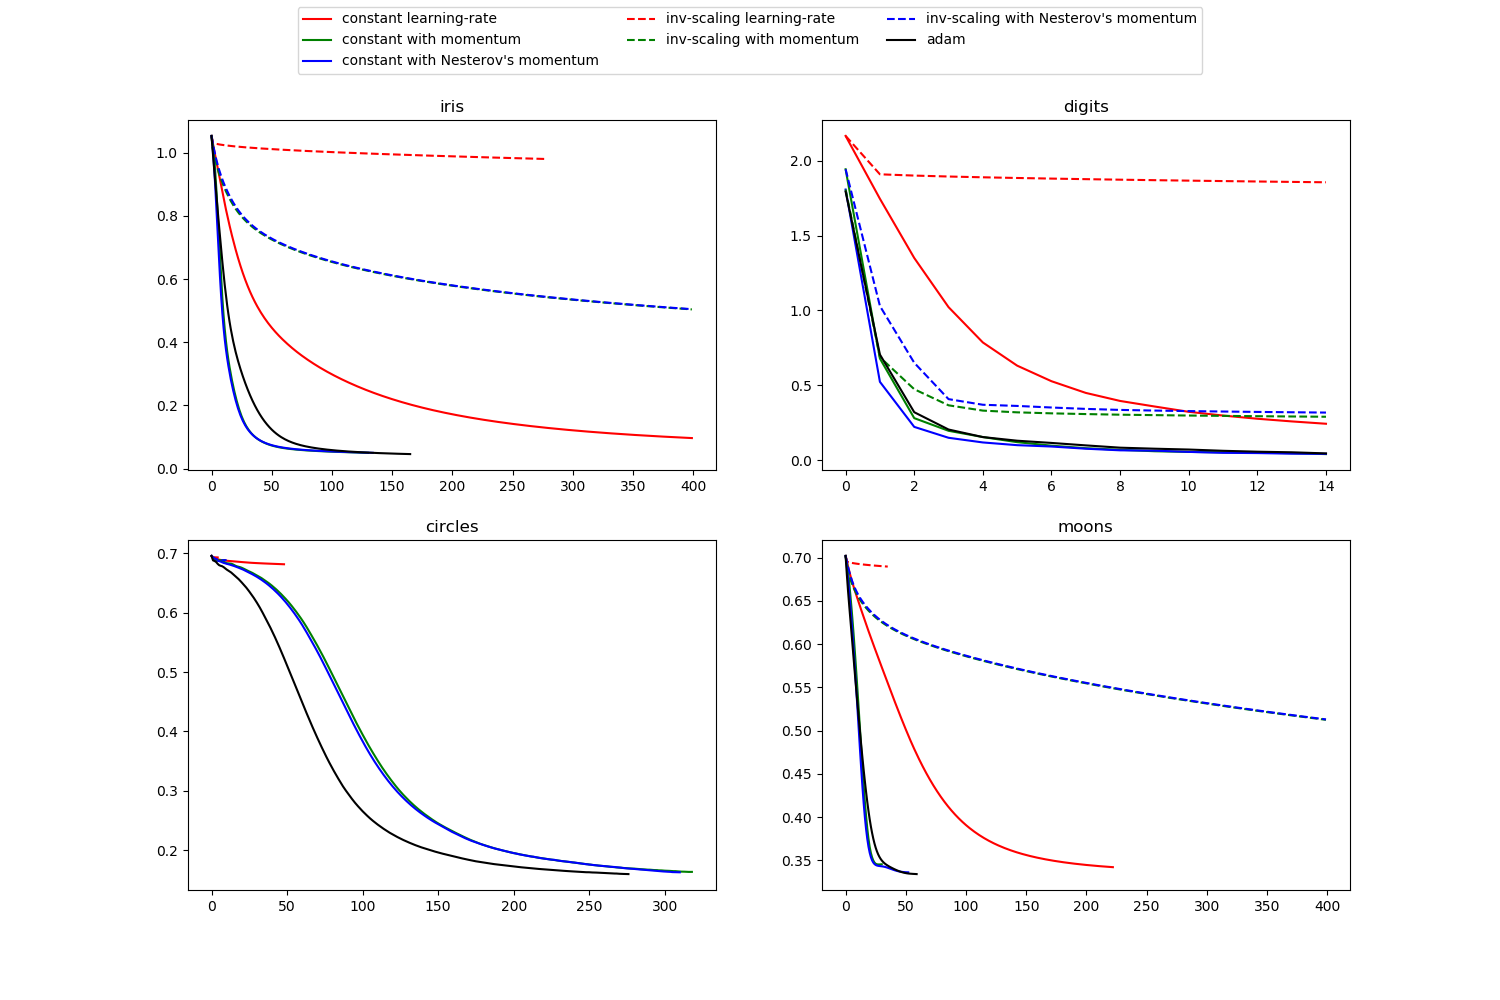 constant learning-rate
constant with momentum
constant with Nesterov's momentum
inv-scaling learning-rate
inv-scaling with momentum
inv-scaling with Nesterov's momentum
adam
iris
1.0
0.8
0.6
0.4
0.2
0.0
0 50 100 150 200 250 300 350 400
digits
2.0
1.5
1.0
0.5
0.0
0 2 4 6 8 10 12 14
circles
0.7
0.6
0.5
0.4
0.3
0.2
0 50 100 150 200 250 300
moons
0.70
0.65
0.60
0.55
0.50
0.45
0.40
0.35
0 50 100 150 200 250 300 350 400